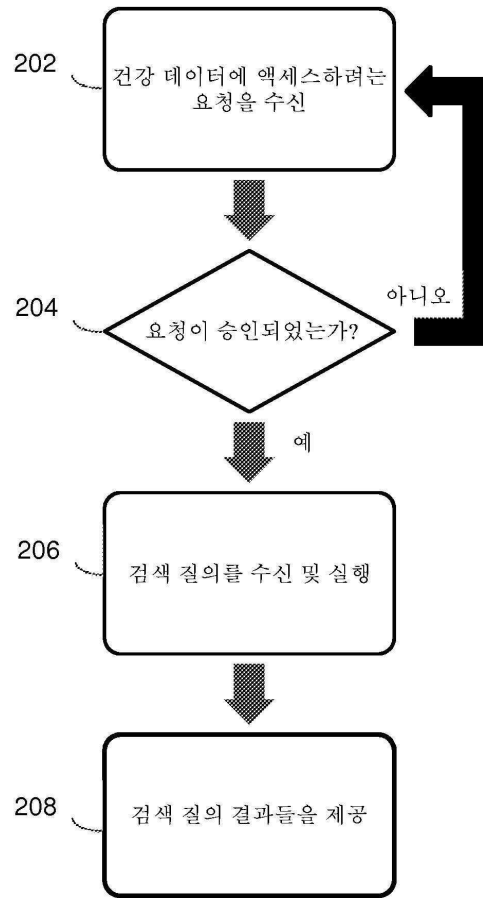 202
건강 데이터에 액세스하려는
요청을 수신
204
요청이 승인되었는가?
아니오
예
206
검색 질의를 수신 및 실행
208
검색 질의 결과들을 제공